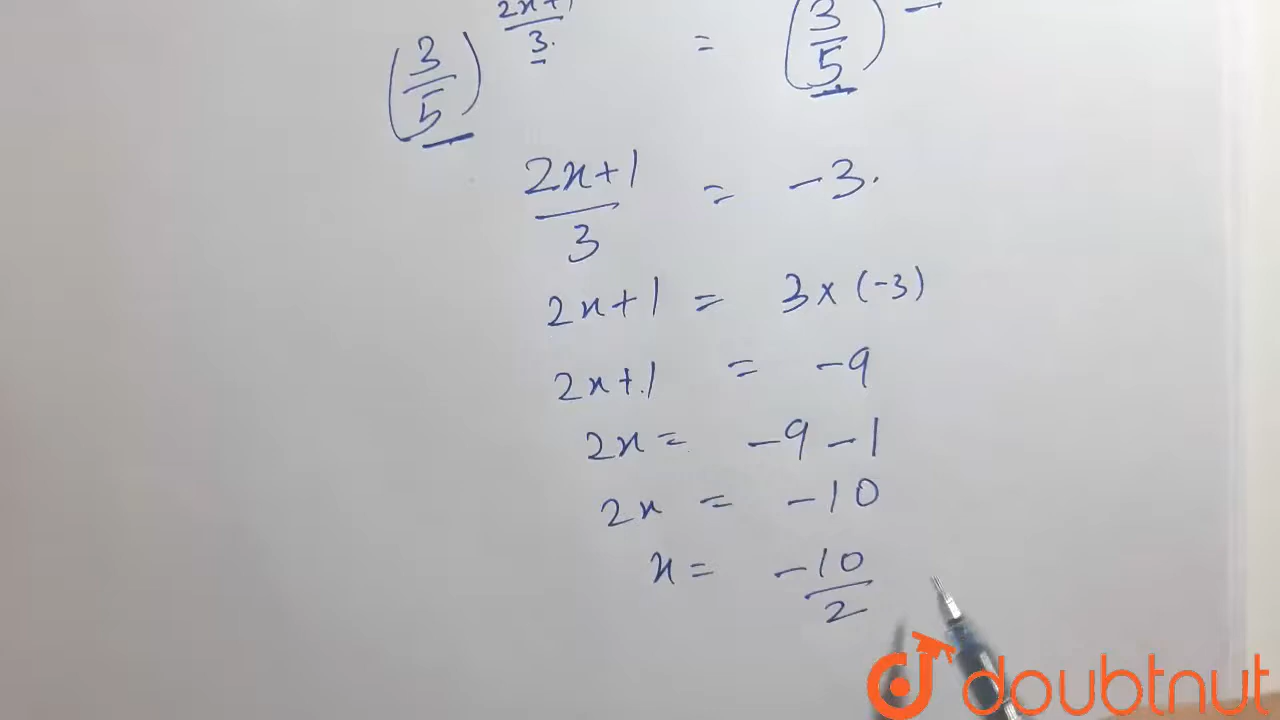 (3/5)^(2x+1)/3 = (3/5)^-
(2x+1)/3 = -3.
2x+1 = 3×(-3)
2x+1 = -9
2x = -9-1
2x = -10
x = -10/2
doubtnut